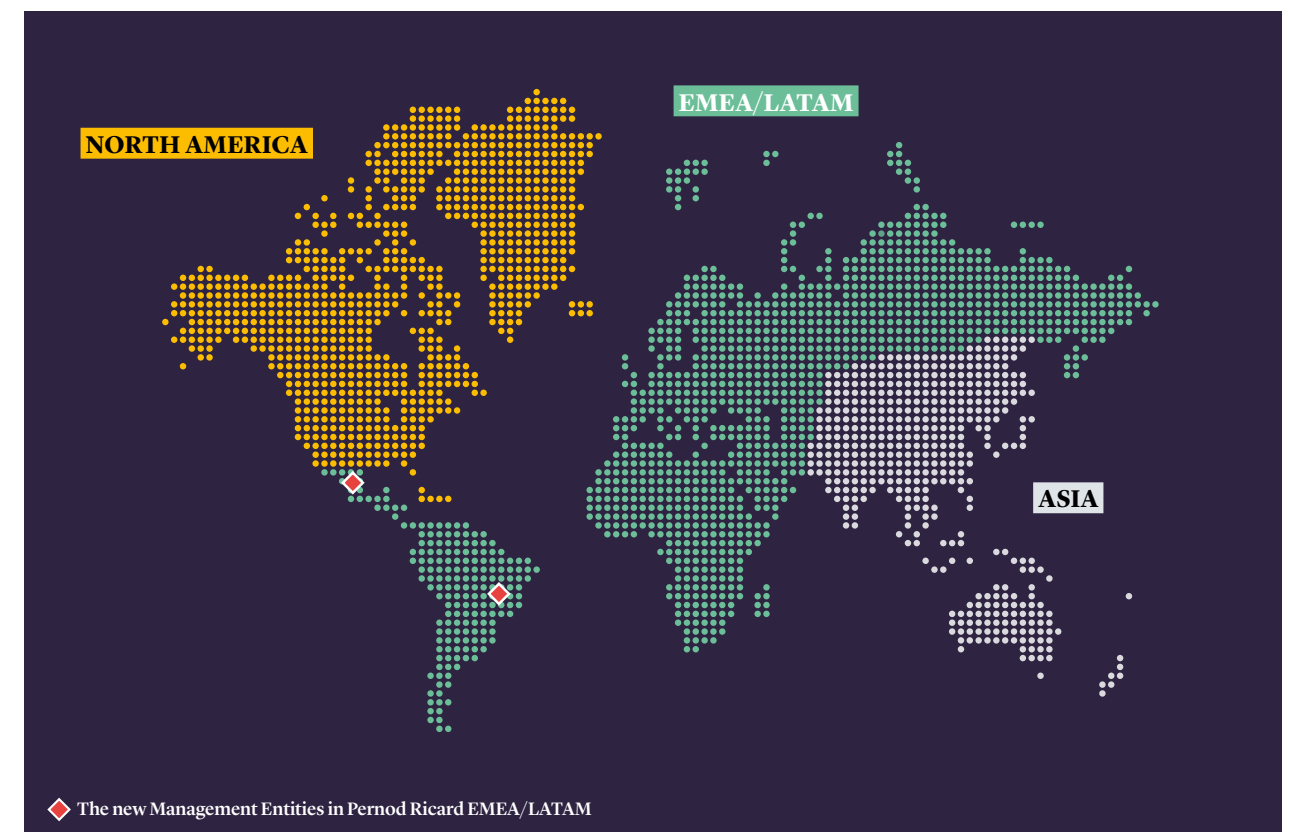 EMEA/LATAM
NORTH AMERICA
ASIA
The new Management Entities in Pernod Ricard EMEA/LATAM